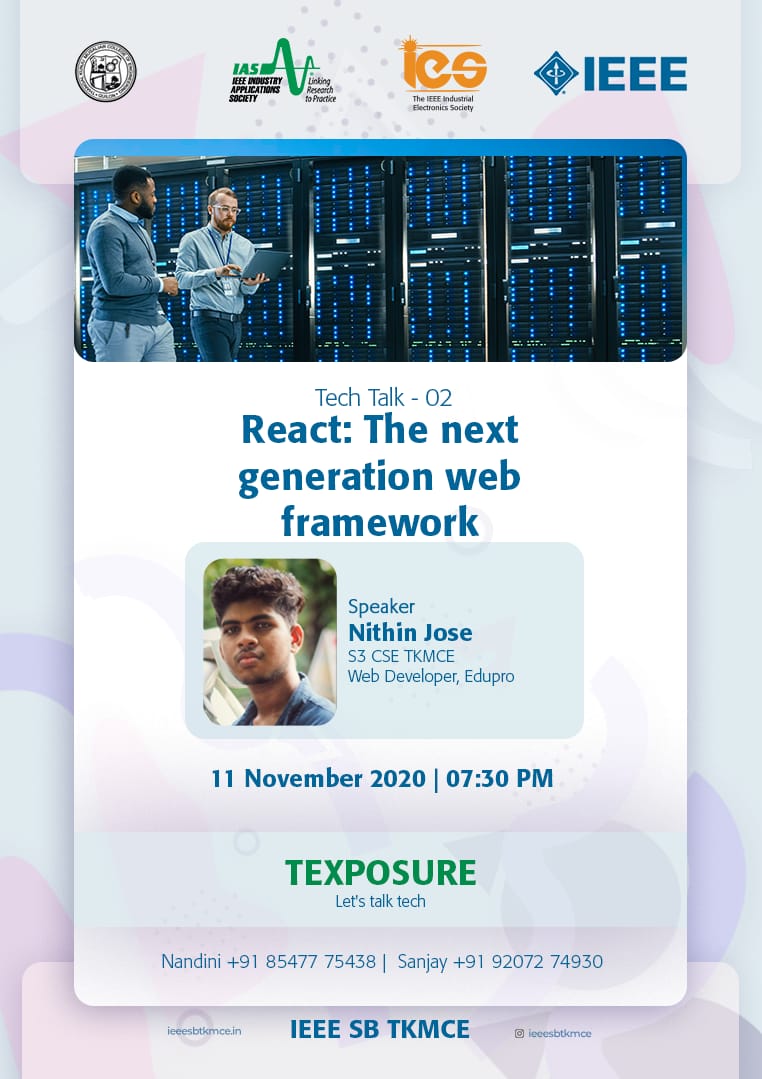 IAS
IEEE INDUSTRY
APPLICATIONS
SOCIETY
Linking
Research
to Practice
ies
The IEEE Industrial
Electronics Society
IEEE
Tech Talk - 02
React: The next
generation web
framework
Speaker
Nithin Jose
S3 CSE TKMCE
Web Developer, Edupro
11 November 2020 | 07:30 PM
TEXPOSURE
Let's talk tech
Nandini +91 85477 75438 | Sanjay +91 92072 74930
ieeesbtkmce.in
IEEE SB TKMCE
ieeesbtkmce